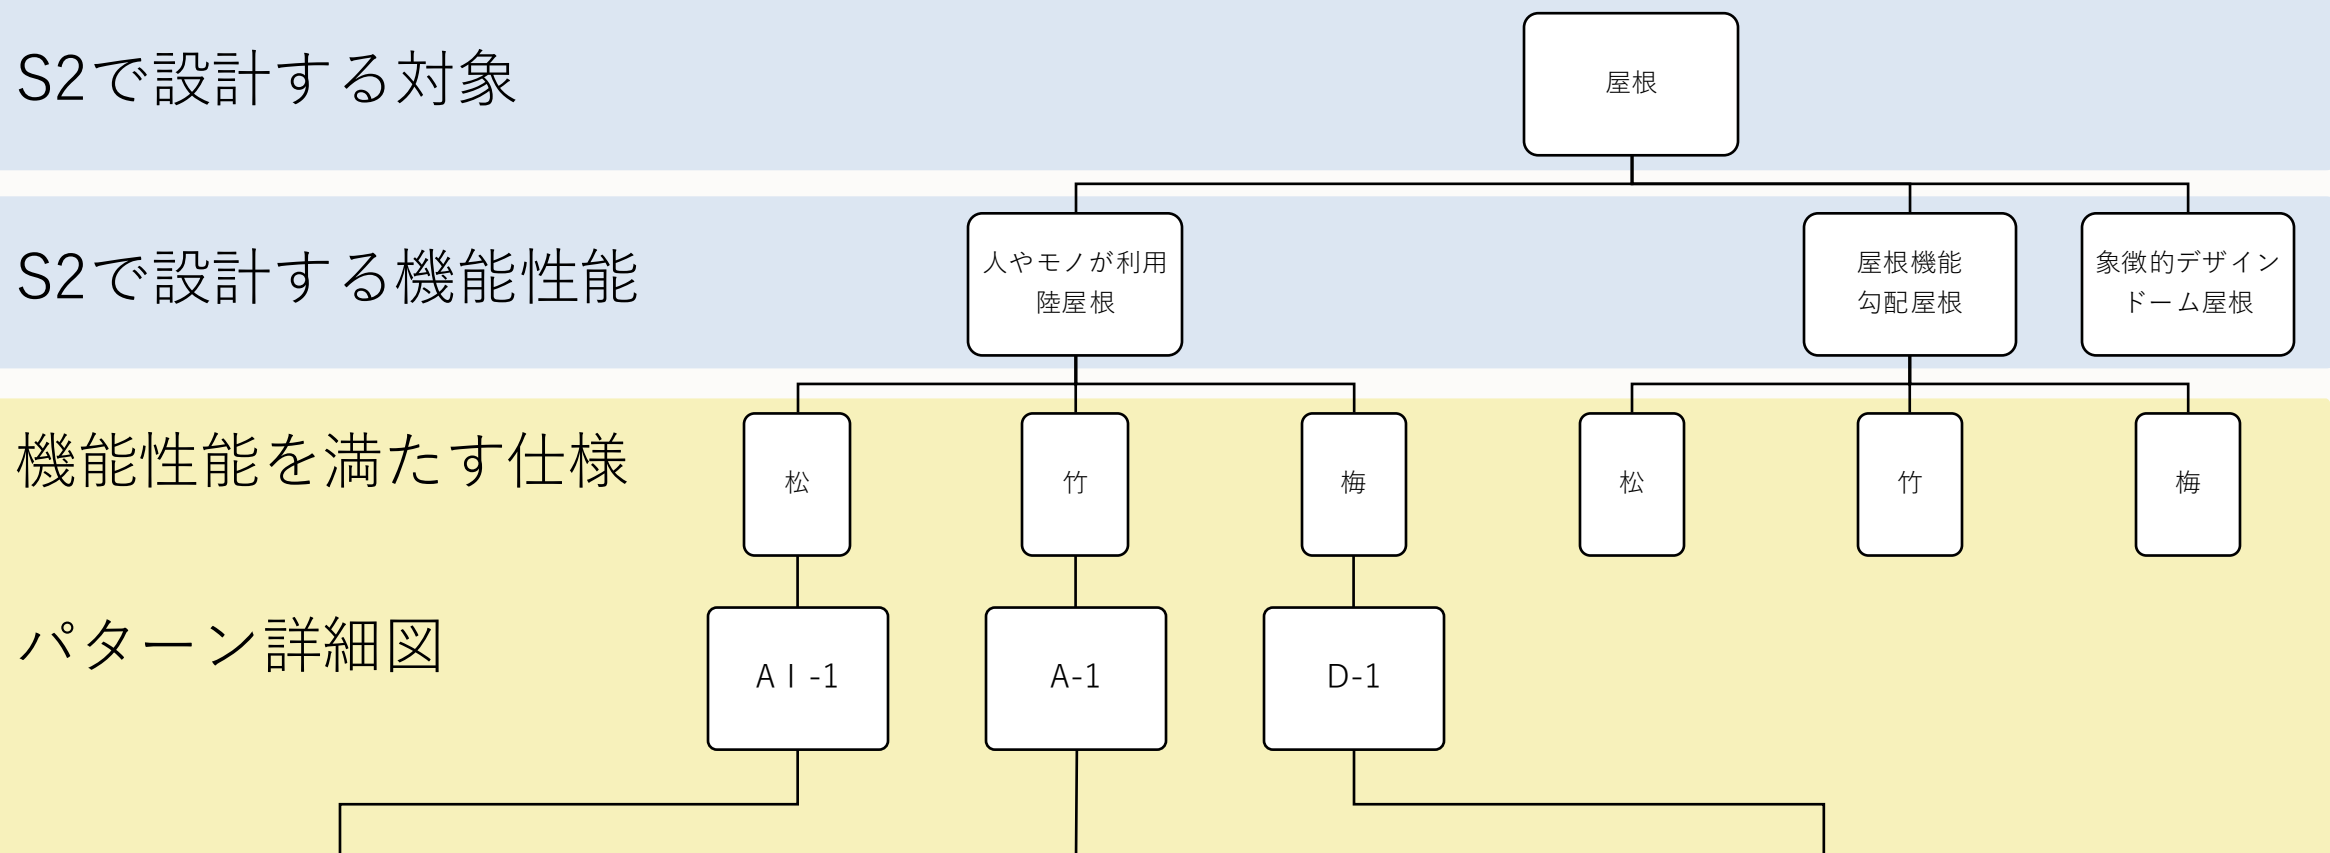 S2で設計する対象
屋根
S2で設計する機能性能
人やモノが利用
陸屋根
屋根機能
勾配屋根
象徴的デザイン
ドーム屋根
機能性能を満たす仕様
松
竹
梅
松
竹
梅
パターン詳細図
AⅠ-1
A-1
D-1